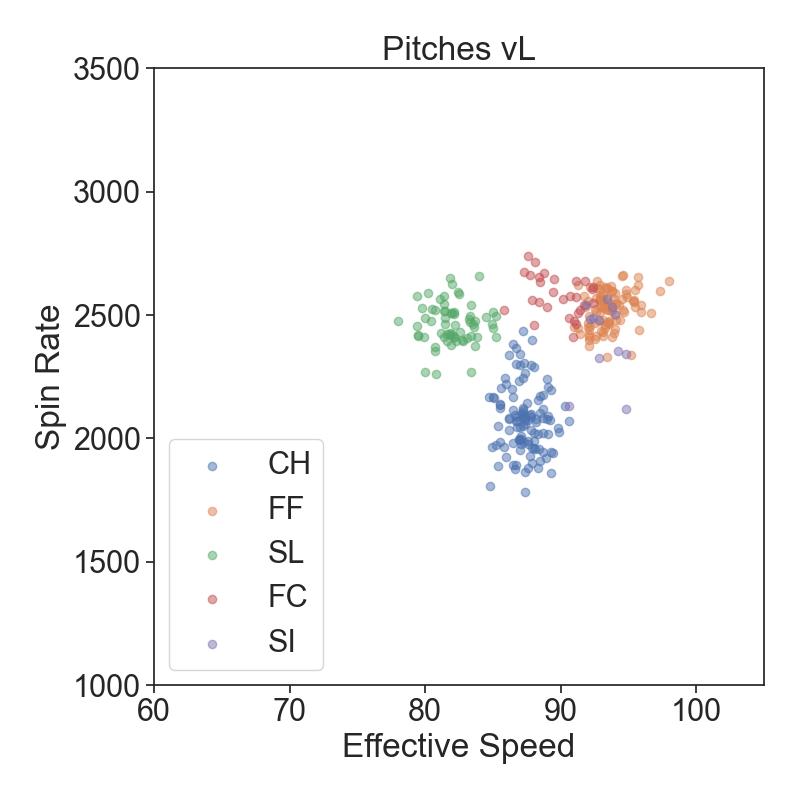 Pitches vL
3500
3000
2500
2000
1500
1000
Spin Rate
CH
FF
SL
FC
SI
60 70 80 90 100
Effective Speed